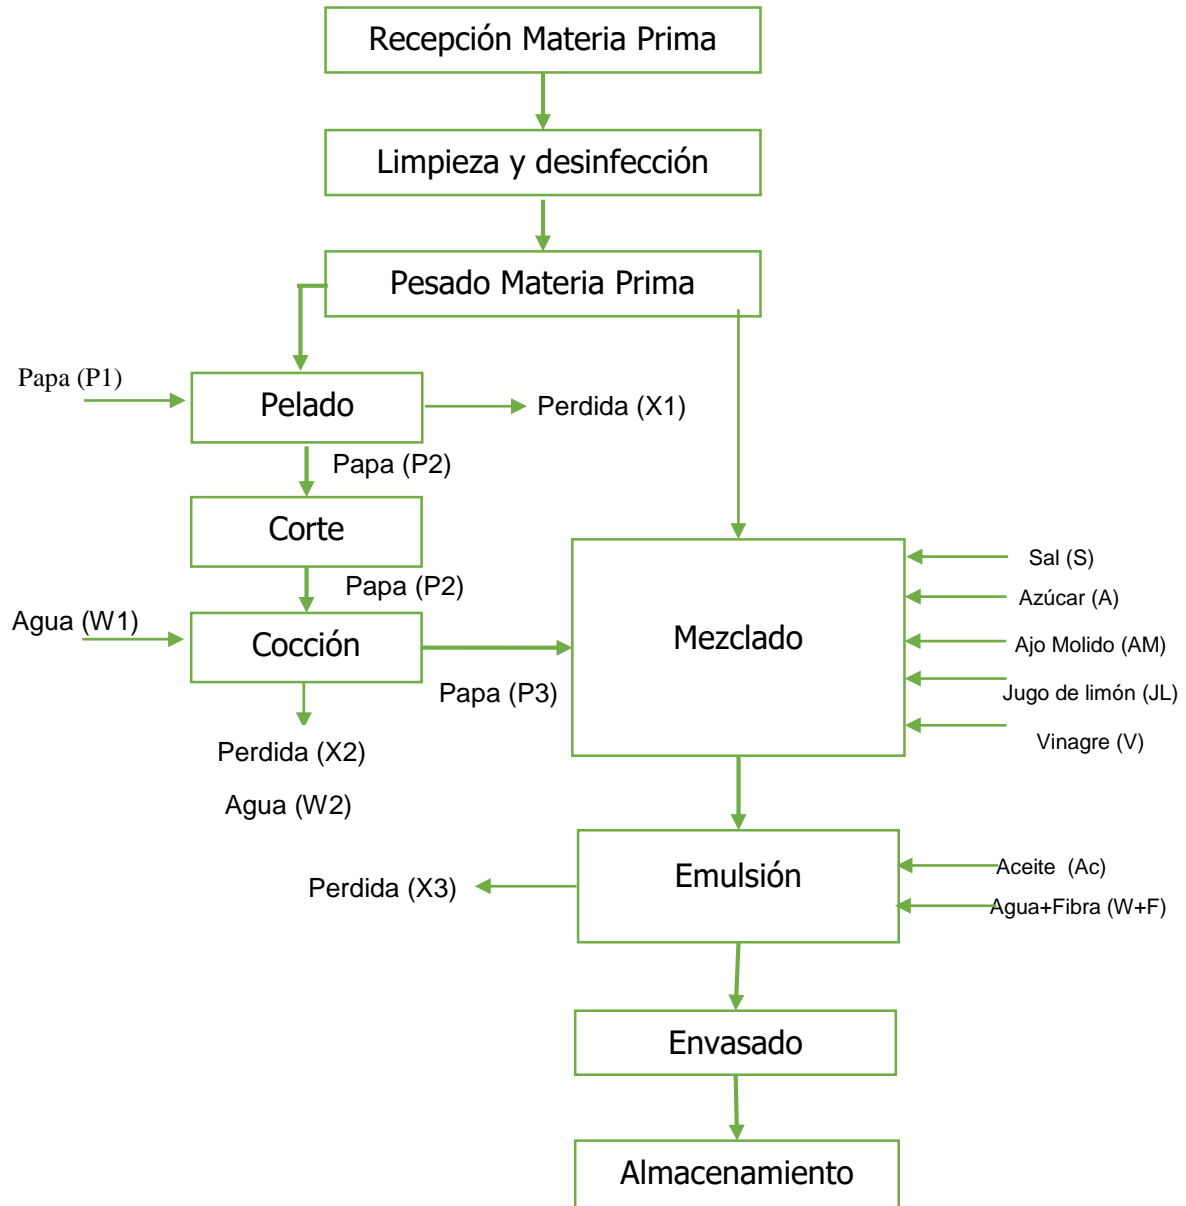 Recepción Materia Prima
Limpieza y desinfección
Pesado Materia Prima
Papa (P1)
Pelado
Perdida (X1)
Papa (P2)
Corte
Papa (P2)
Agua (W1)
Cocción
Papa (P3)
Perdida (X2)
Agua (W2)
Mezclado
Sal (S)
Azúcar (A)
Ajo Molido (AM)
Jugo de limón (JL)
Vinagre (V)
Emulsión
Aceite (Ac)
Agua+Fibra (W+F)
Perdida (X3)
Envasado
Almacenamiento